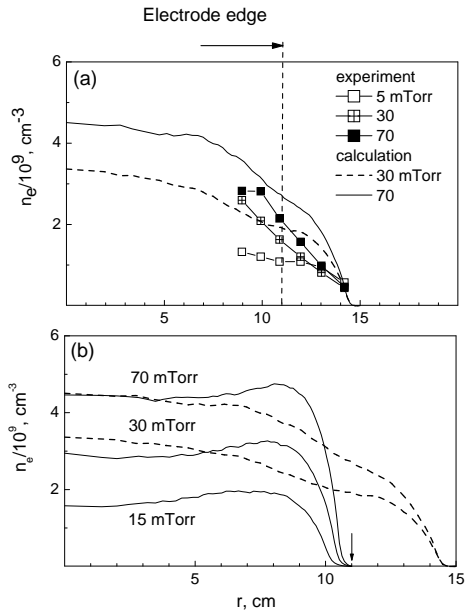 Electrode edge
(a)
experiment
5 mTorr
30
70
calculation
30 mTorr
70
n_e/10^9, cm^-3
6
4
2
0 5 10 15 20
(b)
70 mTorr
30 mTorr
15 mTorr
n_e/10^9, cm^-3
6
4
2
5 10 15
r, cm